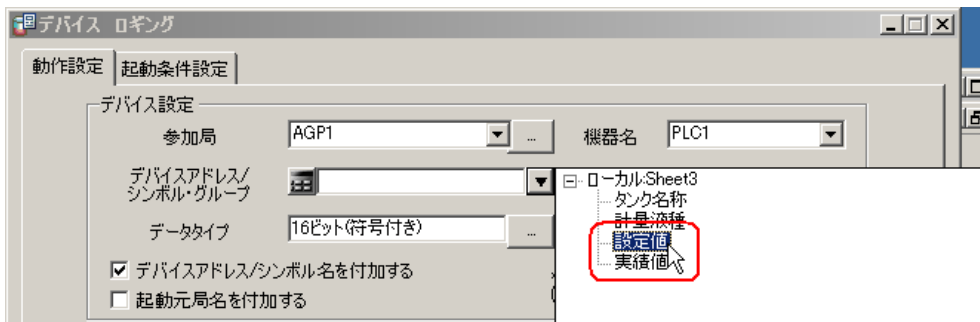 デバイス ロギング
動作設定 起動条件設定
デバイス設定
参加局 AGP1 ... 機器名 PLC1
デバイスアドレス/
シンボル・グループ
ローカル:Sheet3
タンク名称
計量液種
設定値
実績値
データタイプ 16ビット(符号付き) ...
デバイスアドレス/シンボル名を付加する
起動元局名を付加する